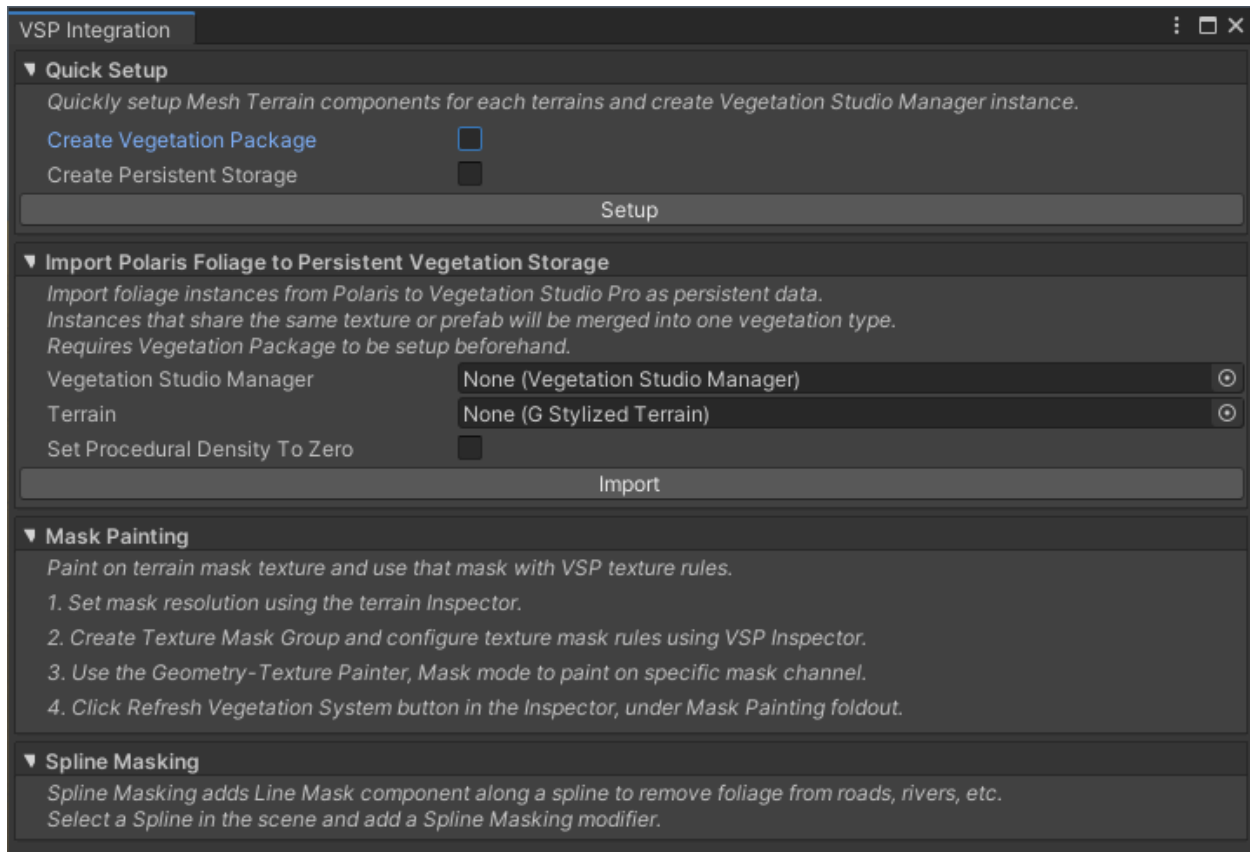 VSP Integration
Quick Setup
Quickly setup Mesh Terrain components for each terrains and create Vegetation Studio Manager instance.
Create Vegetation Package
Create Persistent Storage
Setup
Import Polaris Foliage to Persistent Vegetation Storage
Import foliage instances from Polaris to Vegetation Studio Pro as persistent data.
Instances that share the same texture or prefab will be merged into one vegetation type.
Requires Vegetation Package to be setup beforehand.
Vegetation Studio Manager None (Vegetation Studio Manager)
Terrain None (G Stylized Terrain)
Set Procedural Density To Zero
Import
Mask Painting
Paint on terrain mask texture and use that mask with VSP texture rules.
1. Set mask resolution using the terrain Inspector.
2. Create Texture Mask Group and configure texture mask rules using VSP Inspector.
3. Use the Geometry-Texture Painter, Mask mode to paint on specific mask channel.
4. Click Refresh Vegetation System button in the Inspector, under Mask Painting foldout.
Spline Masking
Spline Masking adds Line Mask component along a spline to remove foliage from roads, rivers, etc.
Select a Spline in the scene and add a Spline Masking modifier.